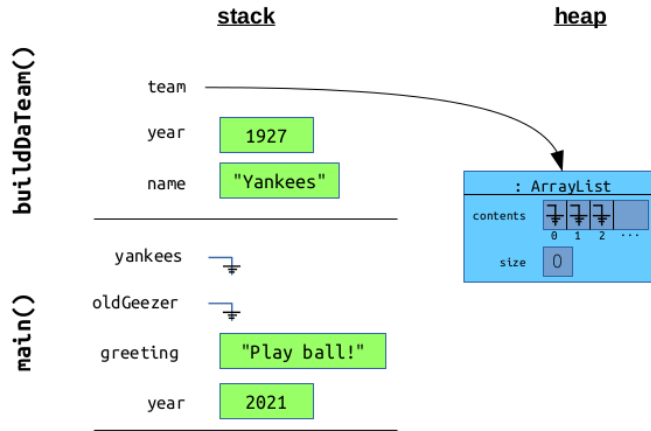 stack
heap
buildDaTeam()
team
year 1927
name "Yankees"
: ArrayList
contents
0 1 2 ...
size 0
main()
yankees
oldGeezer
greeting "Play ball!"
year 2021